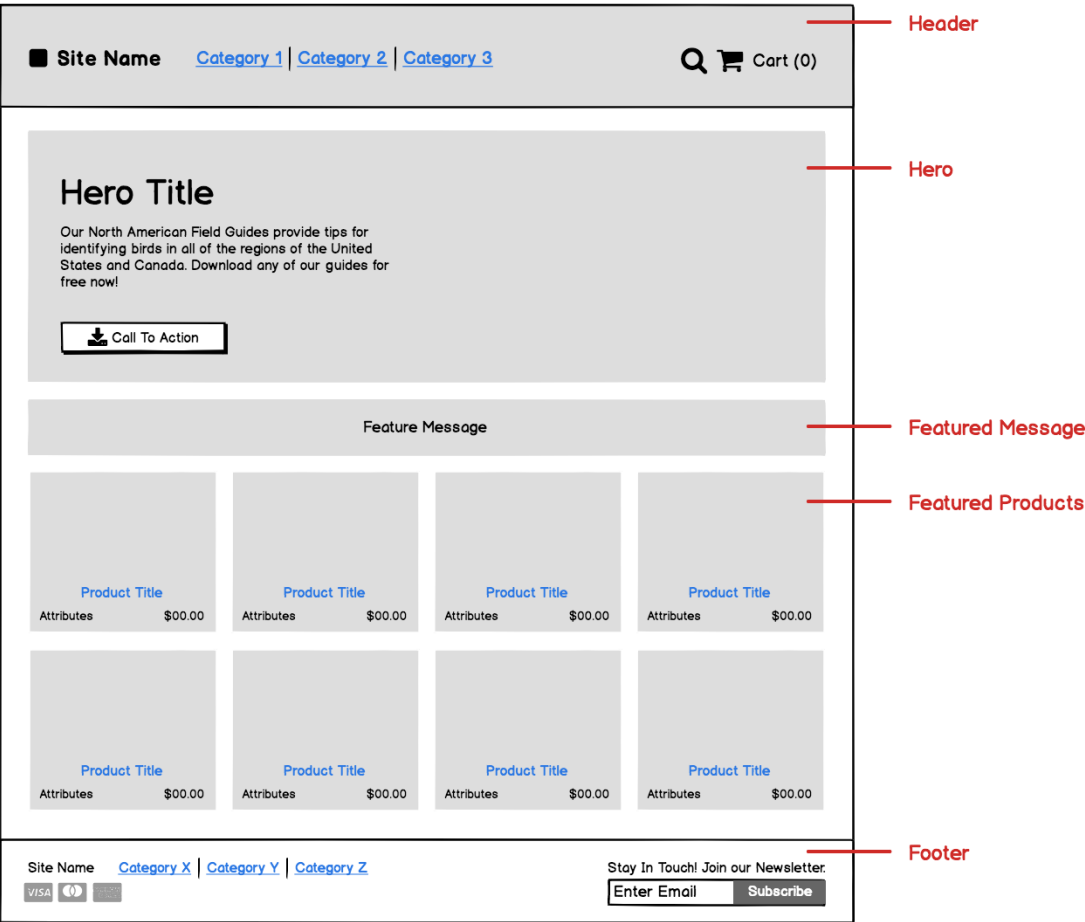 Header
Site Name Category 1 Category 2 Category 3 Cart (0)
Hero
Hero Title
Our North American Field Guides provide tips for
identifying birds in all of the regions of the United
States and Canada. Download any of our guides for
free now!
Call To Action
Feature Message
Featured Message
Featured Products
Product Title Product Title Product Title Product Title
Attributes $00.00 Attributes $00.00 Attributes $00.00 Attributes $00.00
Product Title Product Title Product Title Product Title
Attributes $00.00 Attributes $00.00 Attributes $00.00 Attributes $00.00
Footer
Site Name Category X Category Y Category Z Stay In Touch! Join our Newsletter.
VISA Enter Email Subscribe